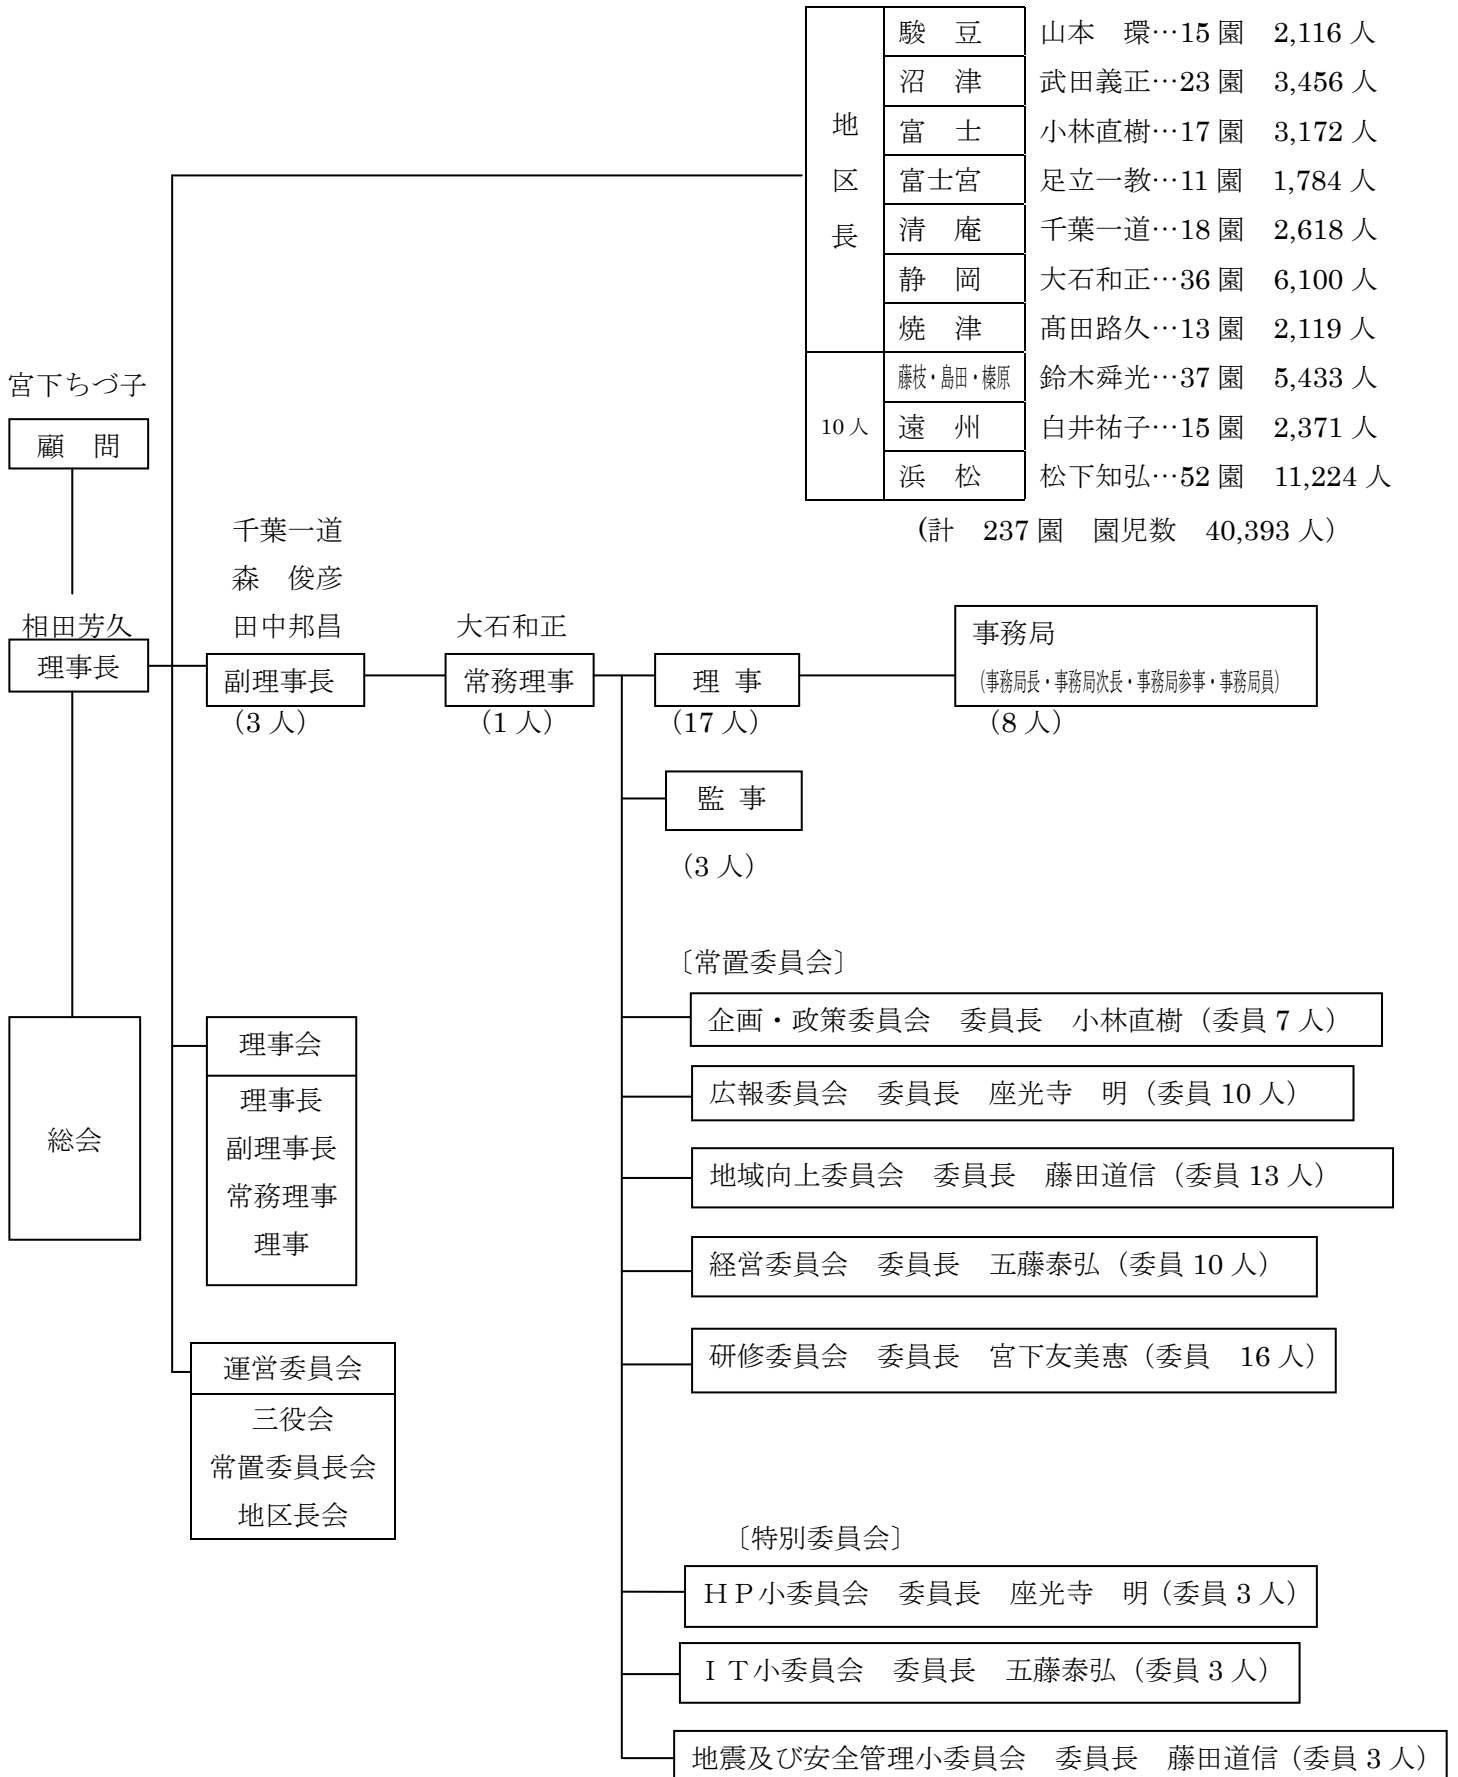 地区長
10人
駿　豆　山本　環…15園　2,116人
沼　津　武田義正…23園　3,456人
富　士　小林直樹…17園　3,172人
富士宮　足立一教…11園　1,784人
清　庵　千葉一道…18園　2,618人
静　岡　大石和正…36園　6,100人
焼　津　髙田路久…13園　2,119人
藤枝・島田・榛原　鈴木舜光…37園　5,433人
遠　州　白井祐子…15園　2,371人
浜　松　松下知弘…52園　11,224人
(計　237園　園児数　40,393人）
宮下ちづ子
顧　問
相田芳久
理事長
千葉一道
森　俊彦
田中邦昌
副理事長
（3人）
大石和正
常務理事
（1人）
理 事
（17人）
事務局
（事務局長・事務局次長・事務局参事・事務局員）
（8人）
監 事
（3人）
総会
理事会
理事長
副理事長
常務理事
理事
運営委員会
三役会
常置委員長会
地区長会
〔常置委員会〕
企画・政策委員会　委員長　小林直樹（委員7人）
広報委員会　委員長　座光寺　明（委員10人）
地域向上委員会　委員長　藤田道信（委員13人）
経営委員会　委員長　五藤泰弘（委員10人）
研修委員会　委員長　宮下友美惠（委員　16人）
〔特別委員会〕
ＨＰ小委員会　委員長　座光寺　明（委員3人）
ＩＴ小委員会　委員長　五藤泰弘（委員3人）
地震及び安全管理小委員会　委員長　藤田道信（委員3人）